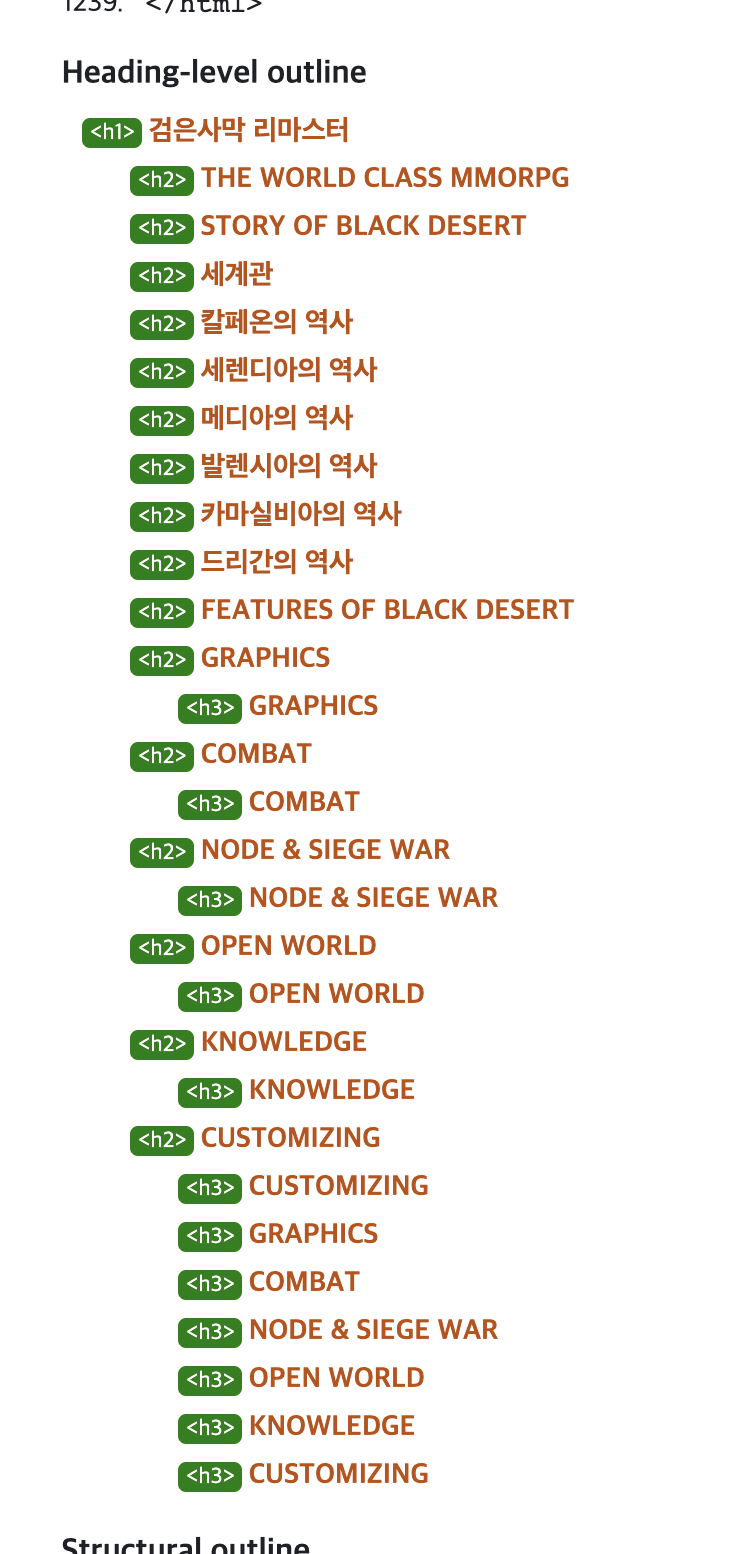 1239. </html>
Heading-level outline
<h1> 검은사막 리마스터
<h2> THE WORLD CLASS MMORPG
<h2> STORY OF BLACK DESERT
<h2> 세계관
<h2> 칼페온의 역사
<h2> 세렌디아의 역사
<h2> 메디아의 역사
<h2> 발렌시아의 역사
<h2> 카마실비아의 역사
<h2> 드리간의 역사
<h2> FEATURES OF BLACK DESERT
<h2> GRAPHICS
<h3> GRAPHICS
<h2> COMBAT
<h3> COMBAT
<h2> NODE & SIEGE WAR
<h3> NODE & SIEGE WAR
<h2> OPEN WORLD
<h3> OPEN WORLD
<h2> KNOWLEDGE
<h3> KNOWLEDGE
<h2> CUSTOMIZING
<h3> CUSTOMIZING
<h3> GRAPHICS
<h3> COMBAT
<h3> NODE & SIEGE WAR
<h3> OPEN WORLD
<h3> KNOWLEDGE
<h3> CUSTOMIZING
Structural outline